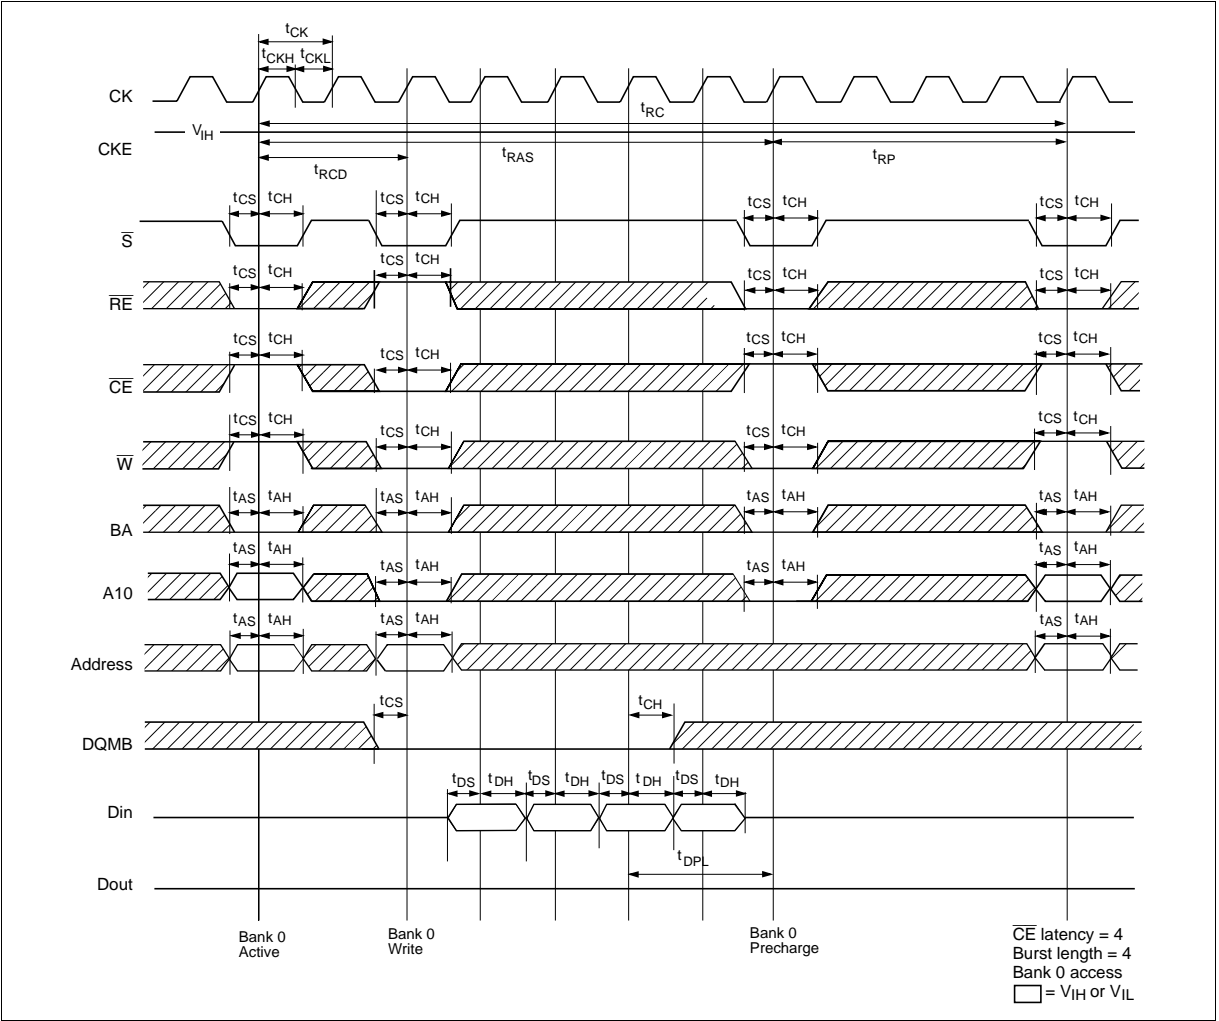 tCK
tCKH tCKL
CK
tRC
VIH
CKE
tRAS
tRP
tRCD
tCS tCH tCS tCH tCS tCH tCS tCH
S
tCS tCH tCS tCH tCS tCH tCS tCH
RE
tCS tCH tCS tCH tCS tCH tCS tCH
CE
tCS tCH tCS tCH tCS tCH tCS tCH
W
tAS tAH tAS tAH tAS tAH tAS tAH
BA
tAS tAH tAS tAH tAS tAH tAS tAH
A10
tAS tAH tAS tAH tAS tAH
Address
tCS tCH
DQMB
tDS tDH tDS tDH tDS tDH tDS tDH
Din
tDPL
Dout
Bank 0
Active
Bank 0
Write
Bank 0
Precharge
CE latency = 4
Burst length = 4
Bank 0 access
= VIH or VIL